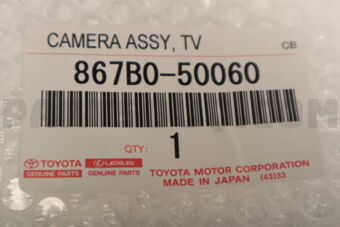 CAMERA ASSY, TV CB
867B0-50060
QTY: 1
TOYOTA LEXUS TOYOTA MOTOR CORPORATION
GENUINE PARTS GENUINE PARTS MADE IN JAPAN (43)33